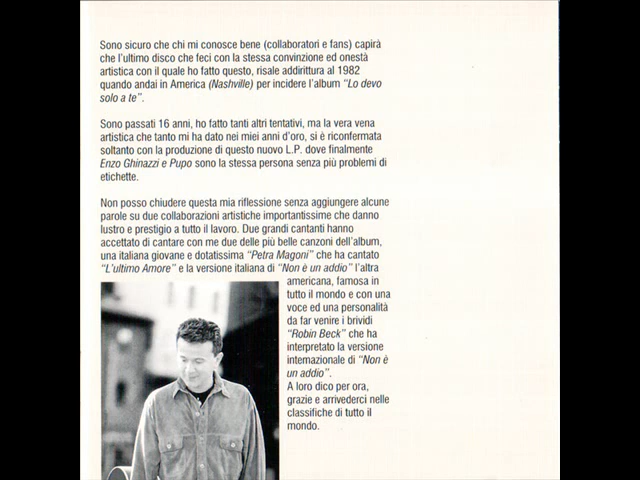 Sono sicuro che chi mi conosce bene (collaboratori e fans) capirà
che l'ultimo disco che feci con la stessa convinzione ed onestà
artistica con il quale ho fatto questo, risale addirittura al 1982
quando andai in America (Nashville) per incidere l'album "Lo devo
solo a te".
Sono passati 16 anni, ho fatto tanti altri tentativi, ma la vera vena
artistica che tanto mi ha dato nei miei anni d'oro, si è riconfermata
soltanto con la produzione di questo nuovo L.P. dove finalmente
Enzo Ghinazzi e Pupo sono la stessa persona senza più problemi di
etichette.
Non posso chiudere questa mia riflessione senza aggiungere alcune
parole su due collaborazioni artistiche importantissime che danno
lustro e prestigio a tutto il lavoro. Due grandi cantanti hanno
accettato di cantare con me due delle più belle canzoni dell'album,
una italiana giovane e dotatissima "Petra Magoni" che ha cantato
"L'ultimo Amore" e la versione italiana di "Non è un addio" l'altra
americana, famosa in
tutto il mondo e con una
voce ed una personalità
da far venire i brividi
"Robin Beck" che ha
interpretato la versione
internazionale di "Non è
un addio".
A loro dico per ora,
grazie e arrivederci nelle
classifiche di tutto il
mondo.